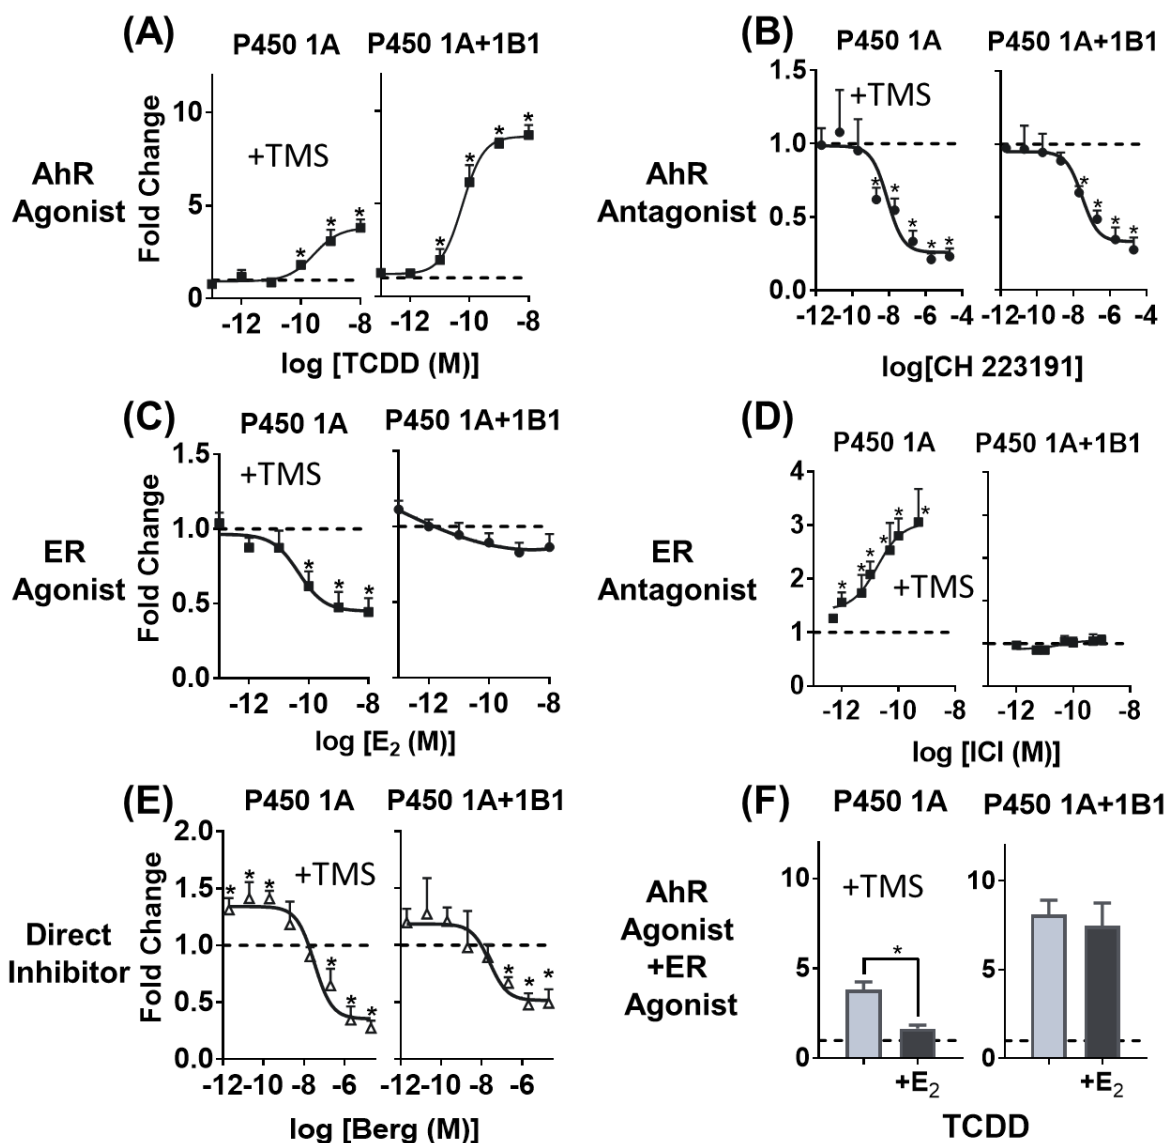 (A)
P450 1A
P450 1A+1B1
AhR
Agonist
Fold Change
10
5
0
+TMS
* * *
* * * *
-12 -10 -8
-12 -10 -8
log [TCDD (M)]
(B)
P450 1A
P450 1A+1B1
AhR
Antagonist
1.5
1.0
0.5
0.0
+TMS
* * * * *
* * * *
-12 -10 -8 -6 -4
-12 -10 -8 -6 -4
log[CH 223191]
(C)
P450 1A
P450 1A+1B1
ER
Agonist
Fold Change
1.5
1.0
0.5
0.0
+TMS
* * *
-12 -10 -8
-12 -10 -8
log [E₂ (M)]
(D)
P450 1A
P450 1A+1B1
ER
Antagonist
4
3
2
1
0
+TMS
* * * * * *
-12 -10 -8
-12 -10 -8
log [ICI (M)]
(E)
P450 1A
P450 1A+1B1
Direct
Inhibitor
Fold Change
2.0
1.5
1.0
0.5
0.0
+TMS
* * * * * *
* * *
-12 -10 -8 -6
-12 -10 -8 -6
log [Berg (M)]
(F)
P450 1A
P450 1A+1B1
AhR
Agonist
+ER
Agonist
10
5
0
+TMS
*
10
5
0
+E₂
+E₂
TCDD